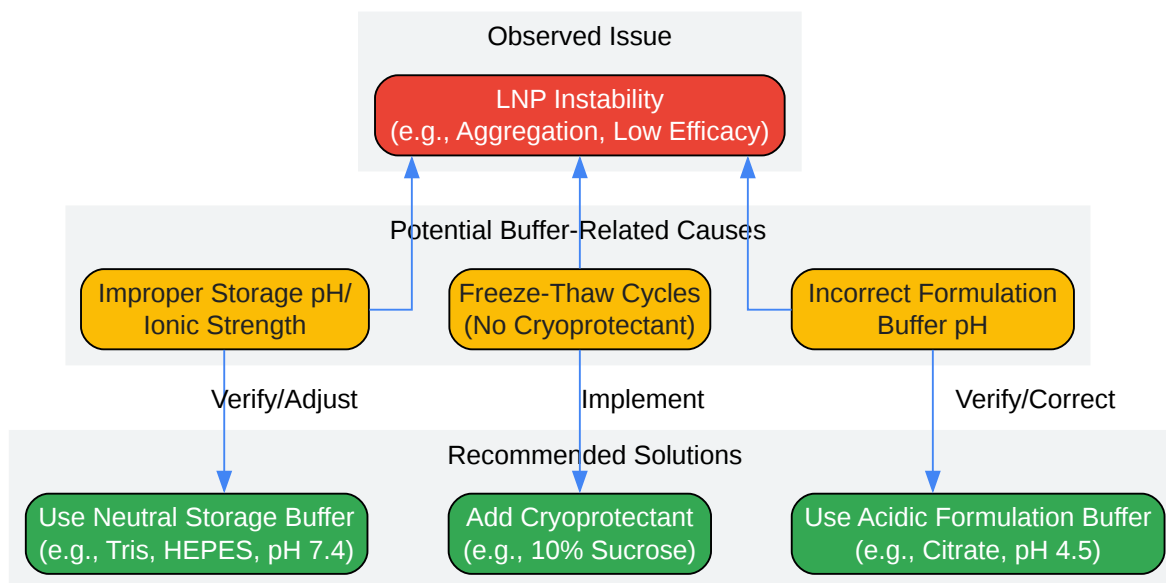 Observed Issue
LNP Instability
(e.g., Aggregation, Low Efficacy)
Potential Buffer-Related Causes
Improper Storage pH/
Ionic Strength
Freeze-Thaw Cycles
(No Cryoprotectant)
Incorrect Formulation
Buffer pH
Verify/Adjust
Implement
Verify/Correct
Recommended Solutions
Use Neutral Storage Buffer
(e.g., Tris, HEPES, pH 7.4)
Add Cryoprotectant
(e.g., 10% Sucrose)
Use Acidic Formulation Buffer
(e.g., Citrate, pH 4.5)